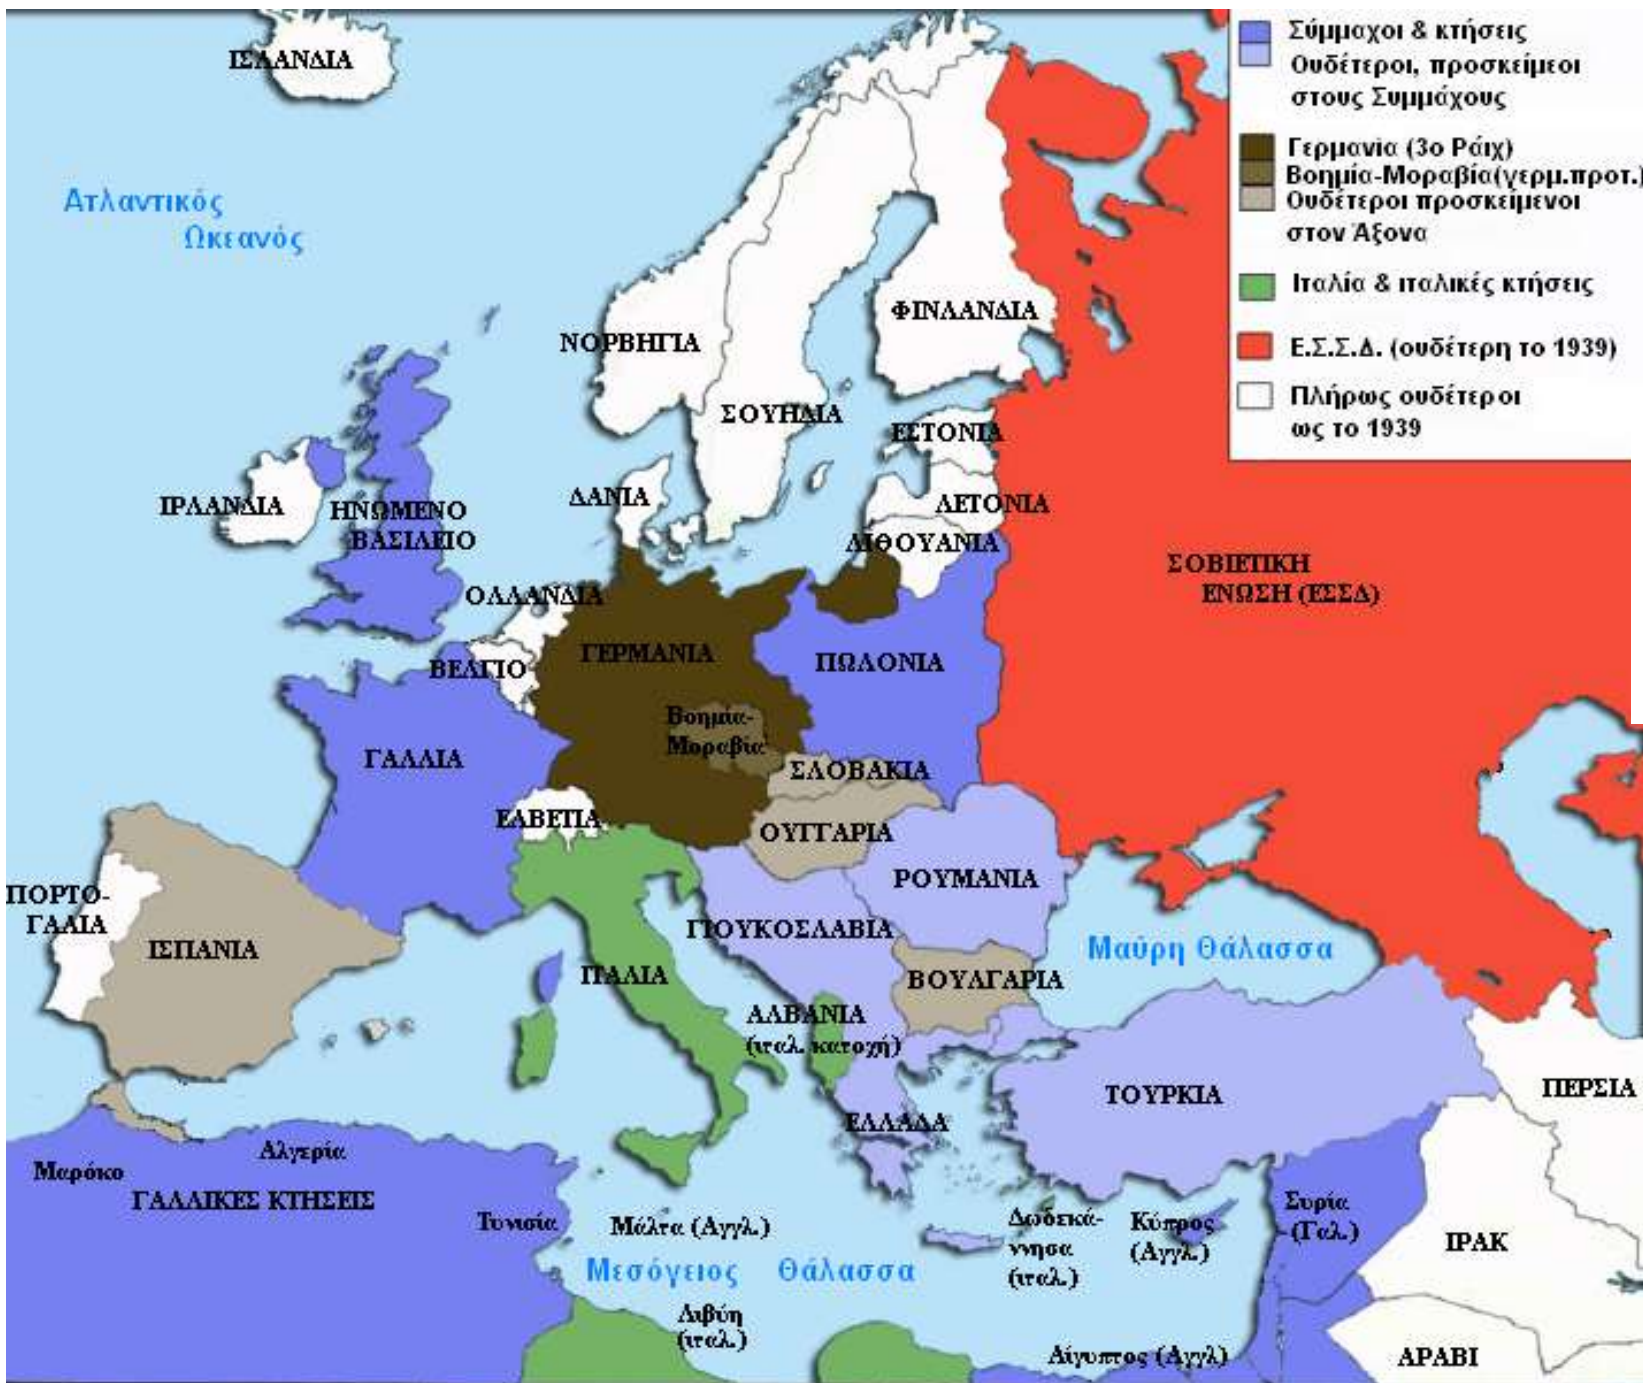 ΙΣΛΑΝΔΙΑ
Σύμμαχοι & κτήσεις
Ουδέτεροι, προσκείμεοι
στους Συμμάχους
Γερμανία (3ο Ράιχ)
Βοημία-Μοραβία(γερμ.προτ.)
Ουδέτεροι προσκείμενοι
στον Άξονα
Ιταλία & ιταλικές κτήσεις
Ε.Σ.Σ.Δ. (ουδέτερη το 1939)
Πλήρως ουδέτεροι
ως το 1939
Ατλαντικός
Ωκεανός
ΝΟΡΒΗΓΙΑ
ΣΟΥΗΔΙΑ
ΦΙΝΛΑΝΔΙΑ
ΕΣΤΟΝΙΑ
ΛΕΤΟΝΙΑ
ΛΙΘΟΥΑΝΙΑ
ΔΑΝΙΑ
ΙΡΛΑΝΔΙΑ
ΗΝΩΜΕΝΟ
ΒΑΣΙΛΕΙΟ
ΟΛΛΑΝΔΙΑ
ΒΕΛΓΙΟ
ΓΕΡΜΑΝΙΑ
ΠΩΛΟΝΙΑ
ΣΟΒΙΕΤΙΚΗ
ΕΝΩΣΗ (ΕΣΣΔ)
Βοημία-
Μοραβία
ΣΛΟΒΑΚΙΑ
ΓΑΛΛΙΑ
ΕΛΒΕΤΙΑ
ΟΥΓΓΑΡΙΑ
ΡΟΥΜΑΝΙΑ
ΠΟΡΤΟ-
ΓΑΛΙΑ
ΙΣΠΑΝΙΑ
ΙΤΑΛΙΑ
ΓΙΟΥΚΟΣΛΑΒΙΑ
ΒΟΥΛΓΑΡΙΑ
Μαύρη Θάλασσα
ΑΛΒΑΝΙΑ
(ιταλ. κατοχή)
ΕΛΛΑΔΑ
ΤΟΥΡΚΙΑ
ΠΕΡΣΙΑ
Μαρόκο
Αλγερία
ΓΑΛΛΙΚΕΣ ΚΤΗΣΕΙΣ
Τυνισία
Μάλτα (Αγγλ.)
Μεσόγειος Θάλασσα
Δωδεκά-
ννησα
(ιταλ.)
Κύπρος
(Αγγλ.)
Συρία
(Γαλ.)
ΙΡΑΚ
Λιβύη
(ιταλ.)
Αίγυπτος (Αγγλ)
ΑΡΑΒΙ